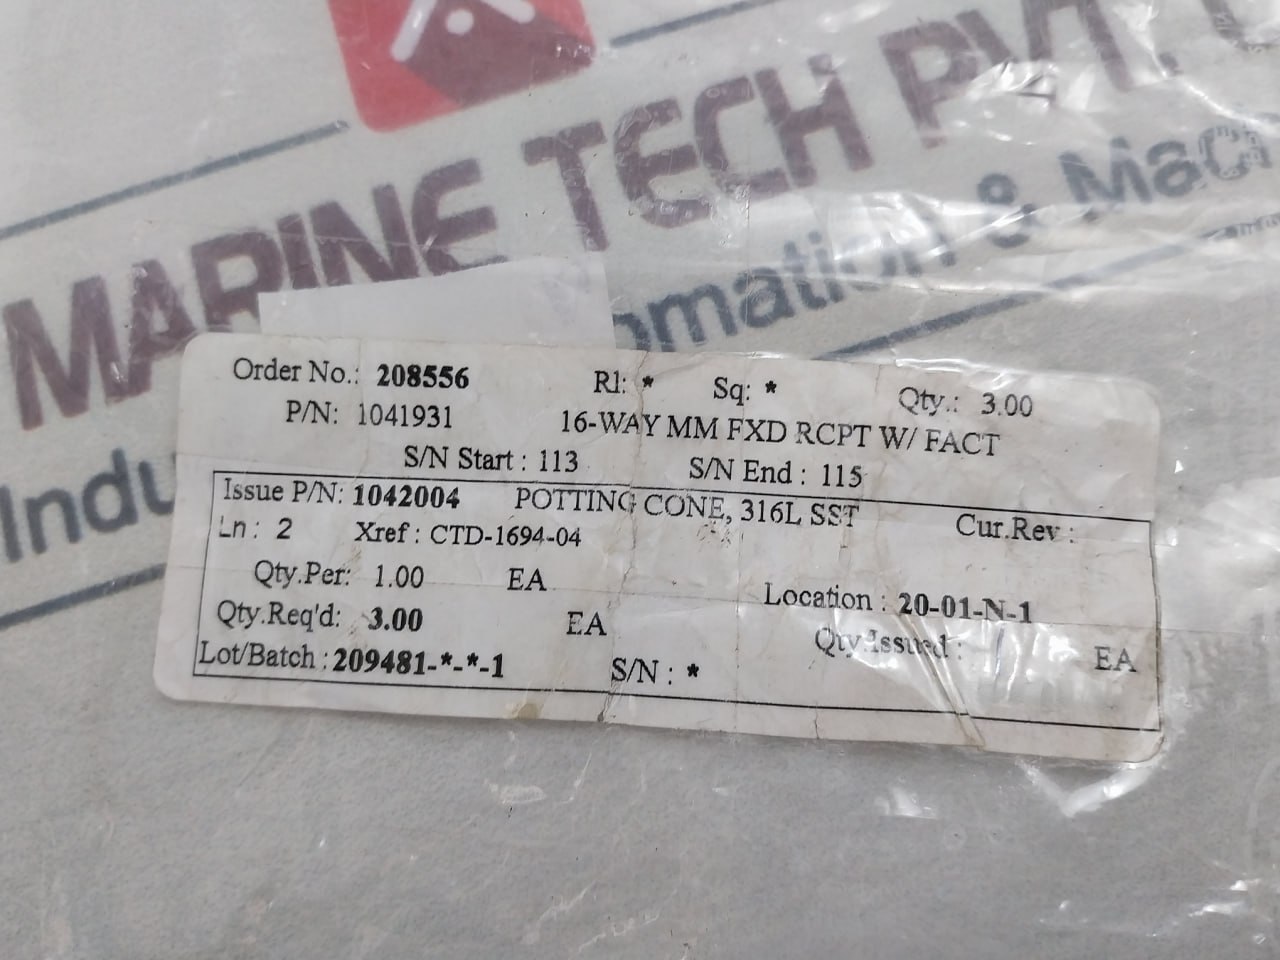 MARINE TECH PVT.
Automation & Machi
Indu
Order No.: 208556 Rl: * Sq: * Qty.: 3.00
P/N: 1041931 16-WAY MM FXD RCPT W/ FACT
S/N Start : 113 S/N End : 115
Issue P/N: 1042004 POTTING CONE, 316L SST Cur.Rev :
Ln : 2 Xref : CTD-1694-04
Qty.Per: 1.00 EA Location : 20-01-N-1
Qty.Req'd: 3.00 EA Qty.Issued : / EA
Lot/Batch : 209481-*-*-1 S/N : *